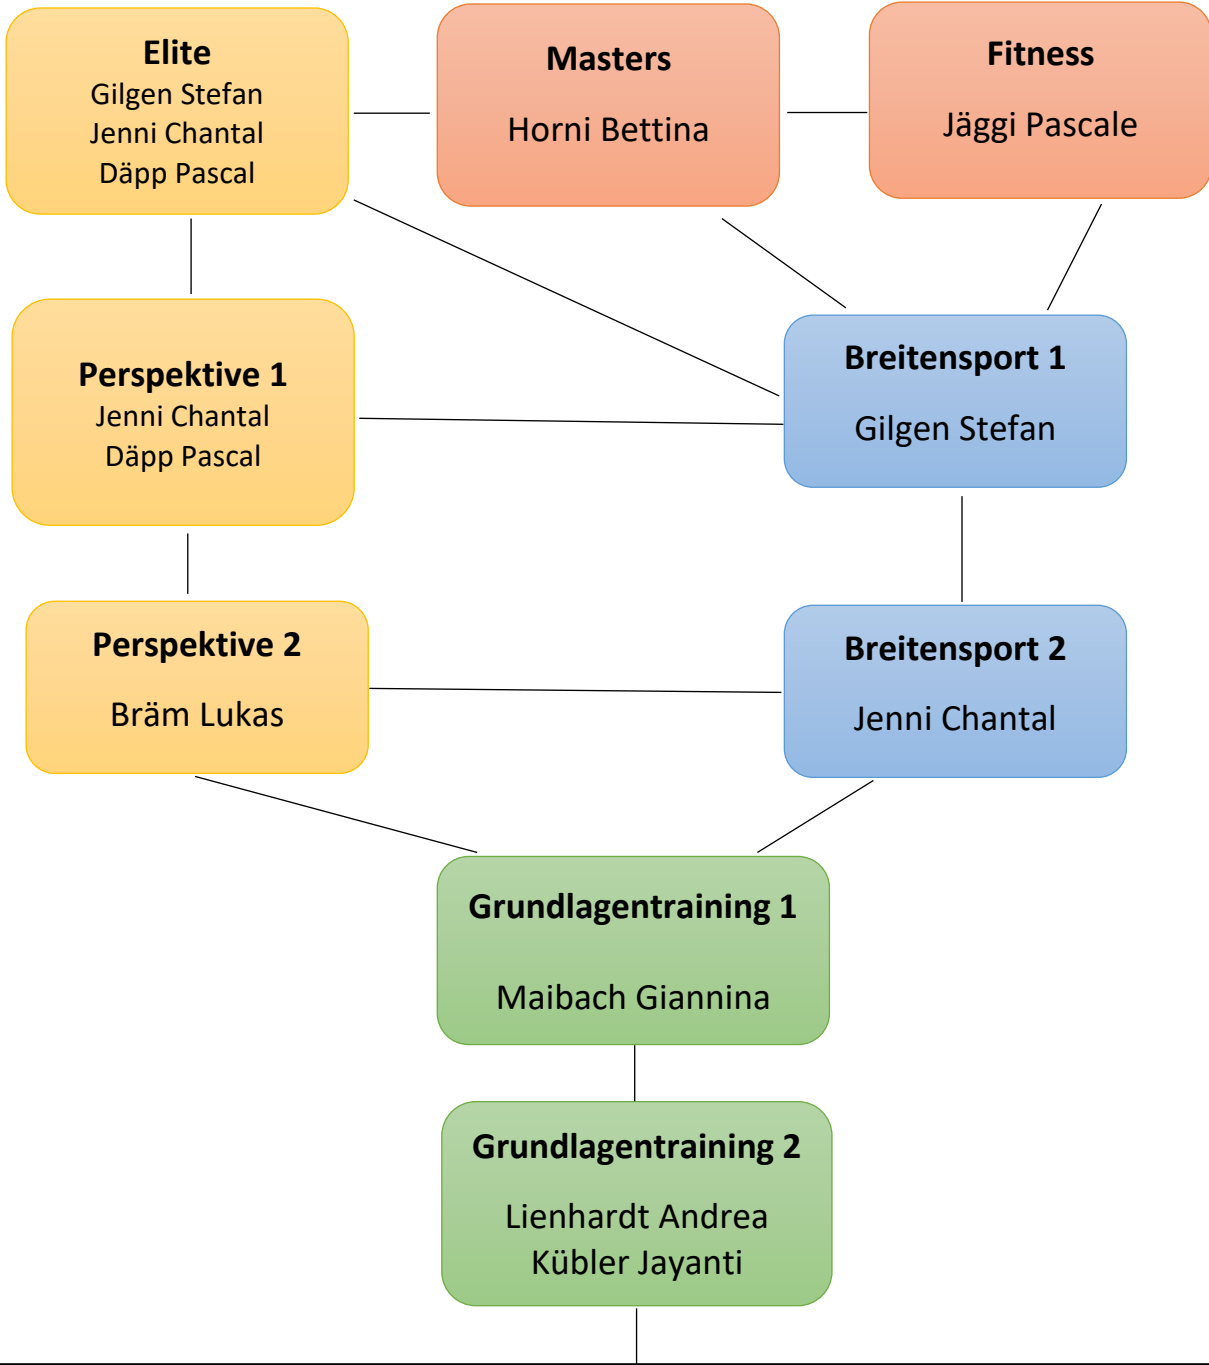 Elite
Gilgen Stefan
Jenni Chantal
Däpp Pascal
Masters
Horni Bettina
Fitness
Jäggi Pascale
Perspektive 1
Jenni Chantal
Däpp Pascal
Breitensport 1
Gilgen Stefan
Perspektive 2
Bräm Lukas
Breitensport 2
Jenni Chantal
Grundlagentraining 1
Maibach Giannina
Grundlagentraining 2
Lienhardt Andrea
Kübler Jayanti